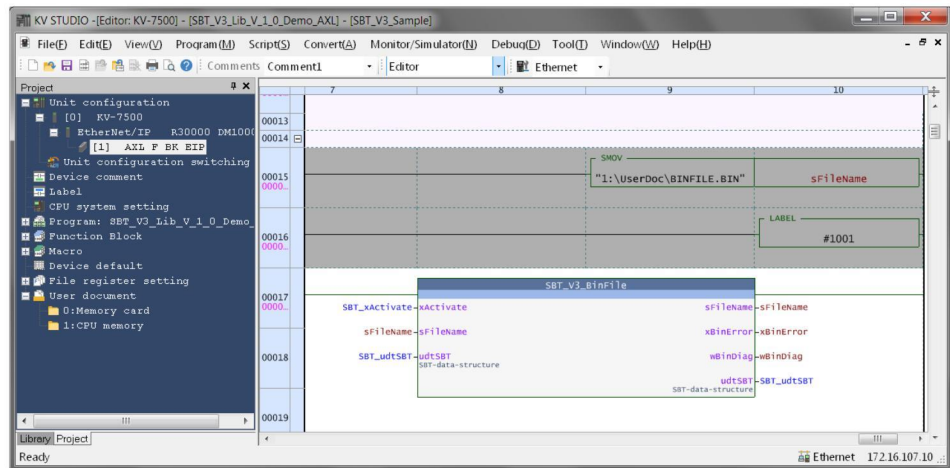 KV STUDIO -[Editor: KV-7500] - [SBT_V3_Lib_V_1_0_Demo_AXL] - [SBT_V3_Sample]
File(F) Edit(E) View(V) Program(M) Script(S) Convert(A) Monitor/Simulator(N) Debug(D) Tool(T) Window(W) Help(H)
Comments Comment1 Editor Ethernet
Project
Unit configuration
[0] KV-7500
EtherNet/IP R30000 DM1000
[1] AXL F BK EIP
Unit configuration switching
Device comment
Label
CPU system setting
Program: SBT_V3_Lib_V_1_0_Demo_
Function Block
Macro
Device default
File register setting
User document
0:Memory card
1:CPU memory
Library Project
7 8 9 10
00013
00014
SMOV
00015
0000…
"1:\UserDoc\BINFILE.BIN" sFileName
LABEL
00016
0000…
#1001
SBT_V3_BinFile
00017
0000…
SBT_xActivate xActivate sFileName sFileName
sFileName sFileName xBinError xBinError
00018
SBT_udtSBT udtSBT wBinDiag wBinDiag
SBT-data-structure
udtSBT SBT_udtSBT
SBT-data-structure
00019
Ready Ethernet 172.16.107.10